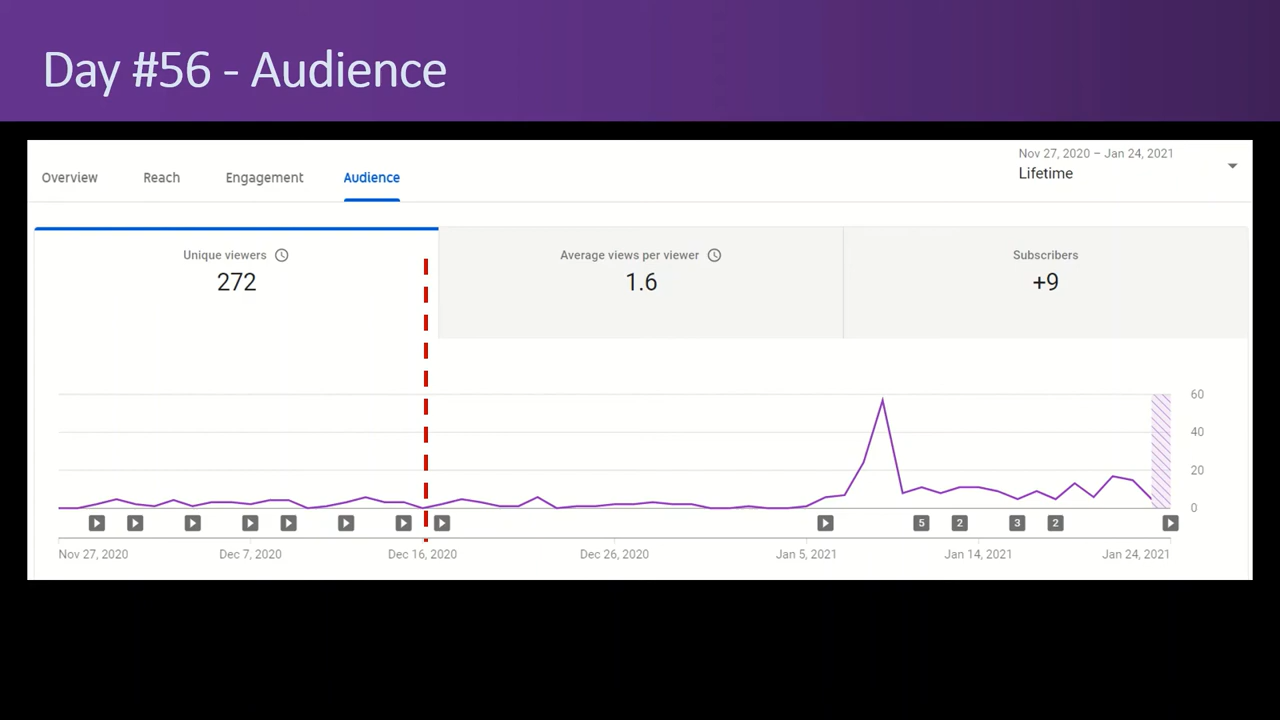 Day #56 - Audience
Nov 27, 2020 – Jan 24, 2021
Overview Reach Engagement Audience Lifetime
Unique viewers Average views per viewer Subscribers
272 1.6 +9
60
40
20
0
5 2 3 2
Nov 27, 2020 Dec 7, 2020 Dec 16, 2020 Dec 26, 2020 Jan 5, 2021 Jan 14, 2021 Jan 24, 2021